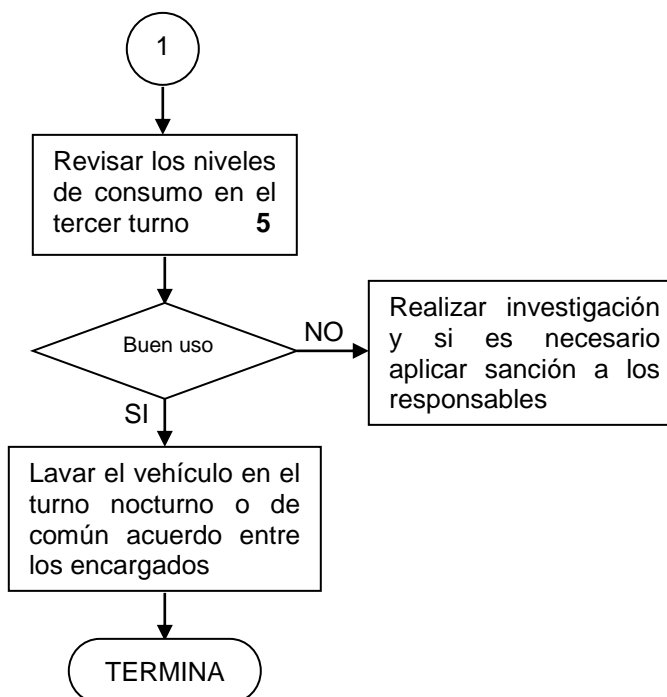 1
Revisar los niveles
de consumo en el
tercer turno 5
Buen uso
NO
Realizar investigación
y si es necesario
aplicar sanción a los
responsables
SI
Lavar el vehículo en el
turno nocturno o de
común acuerdo entre
los encargados
TERMINA